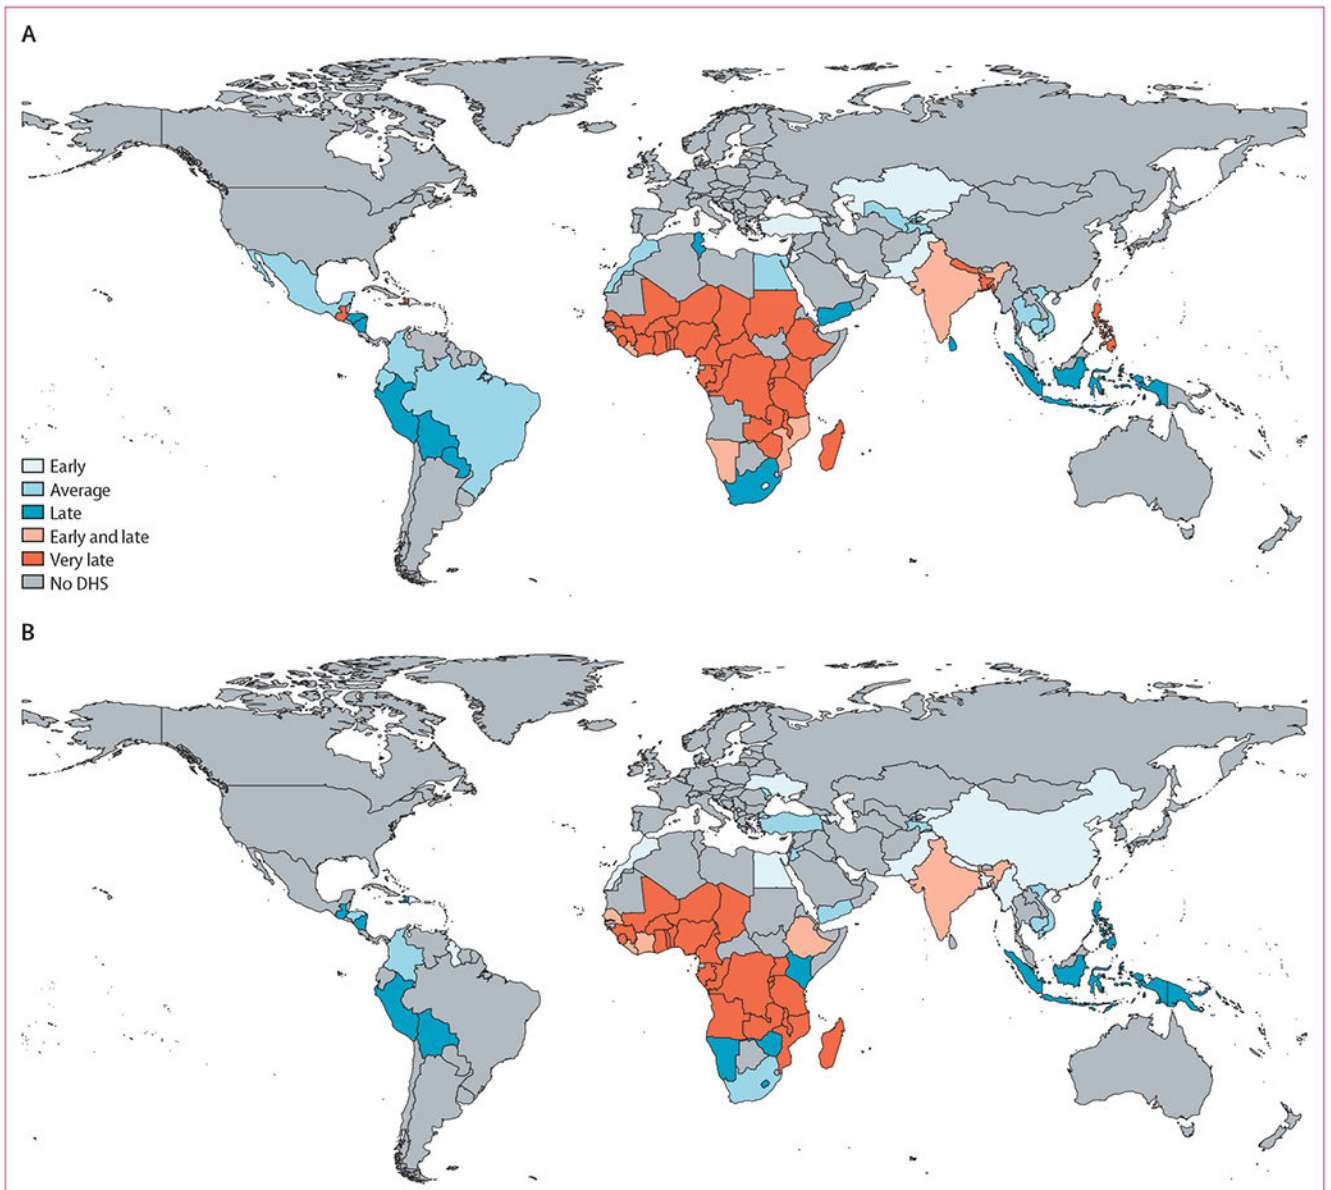 A
Early
Average
Late
Early and late
Very late
No DHS
B